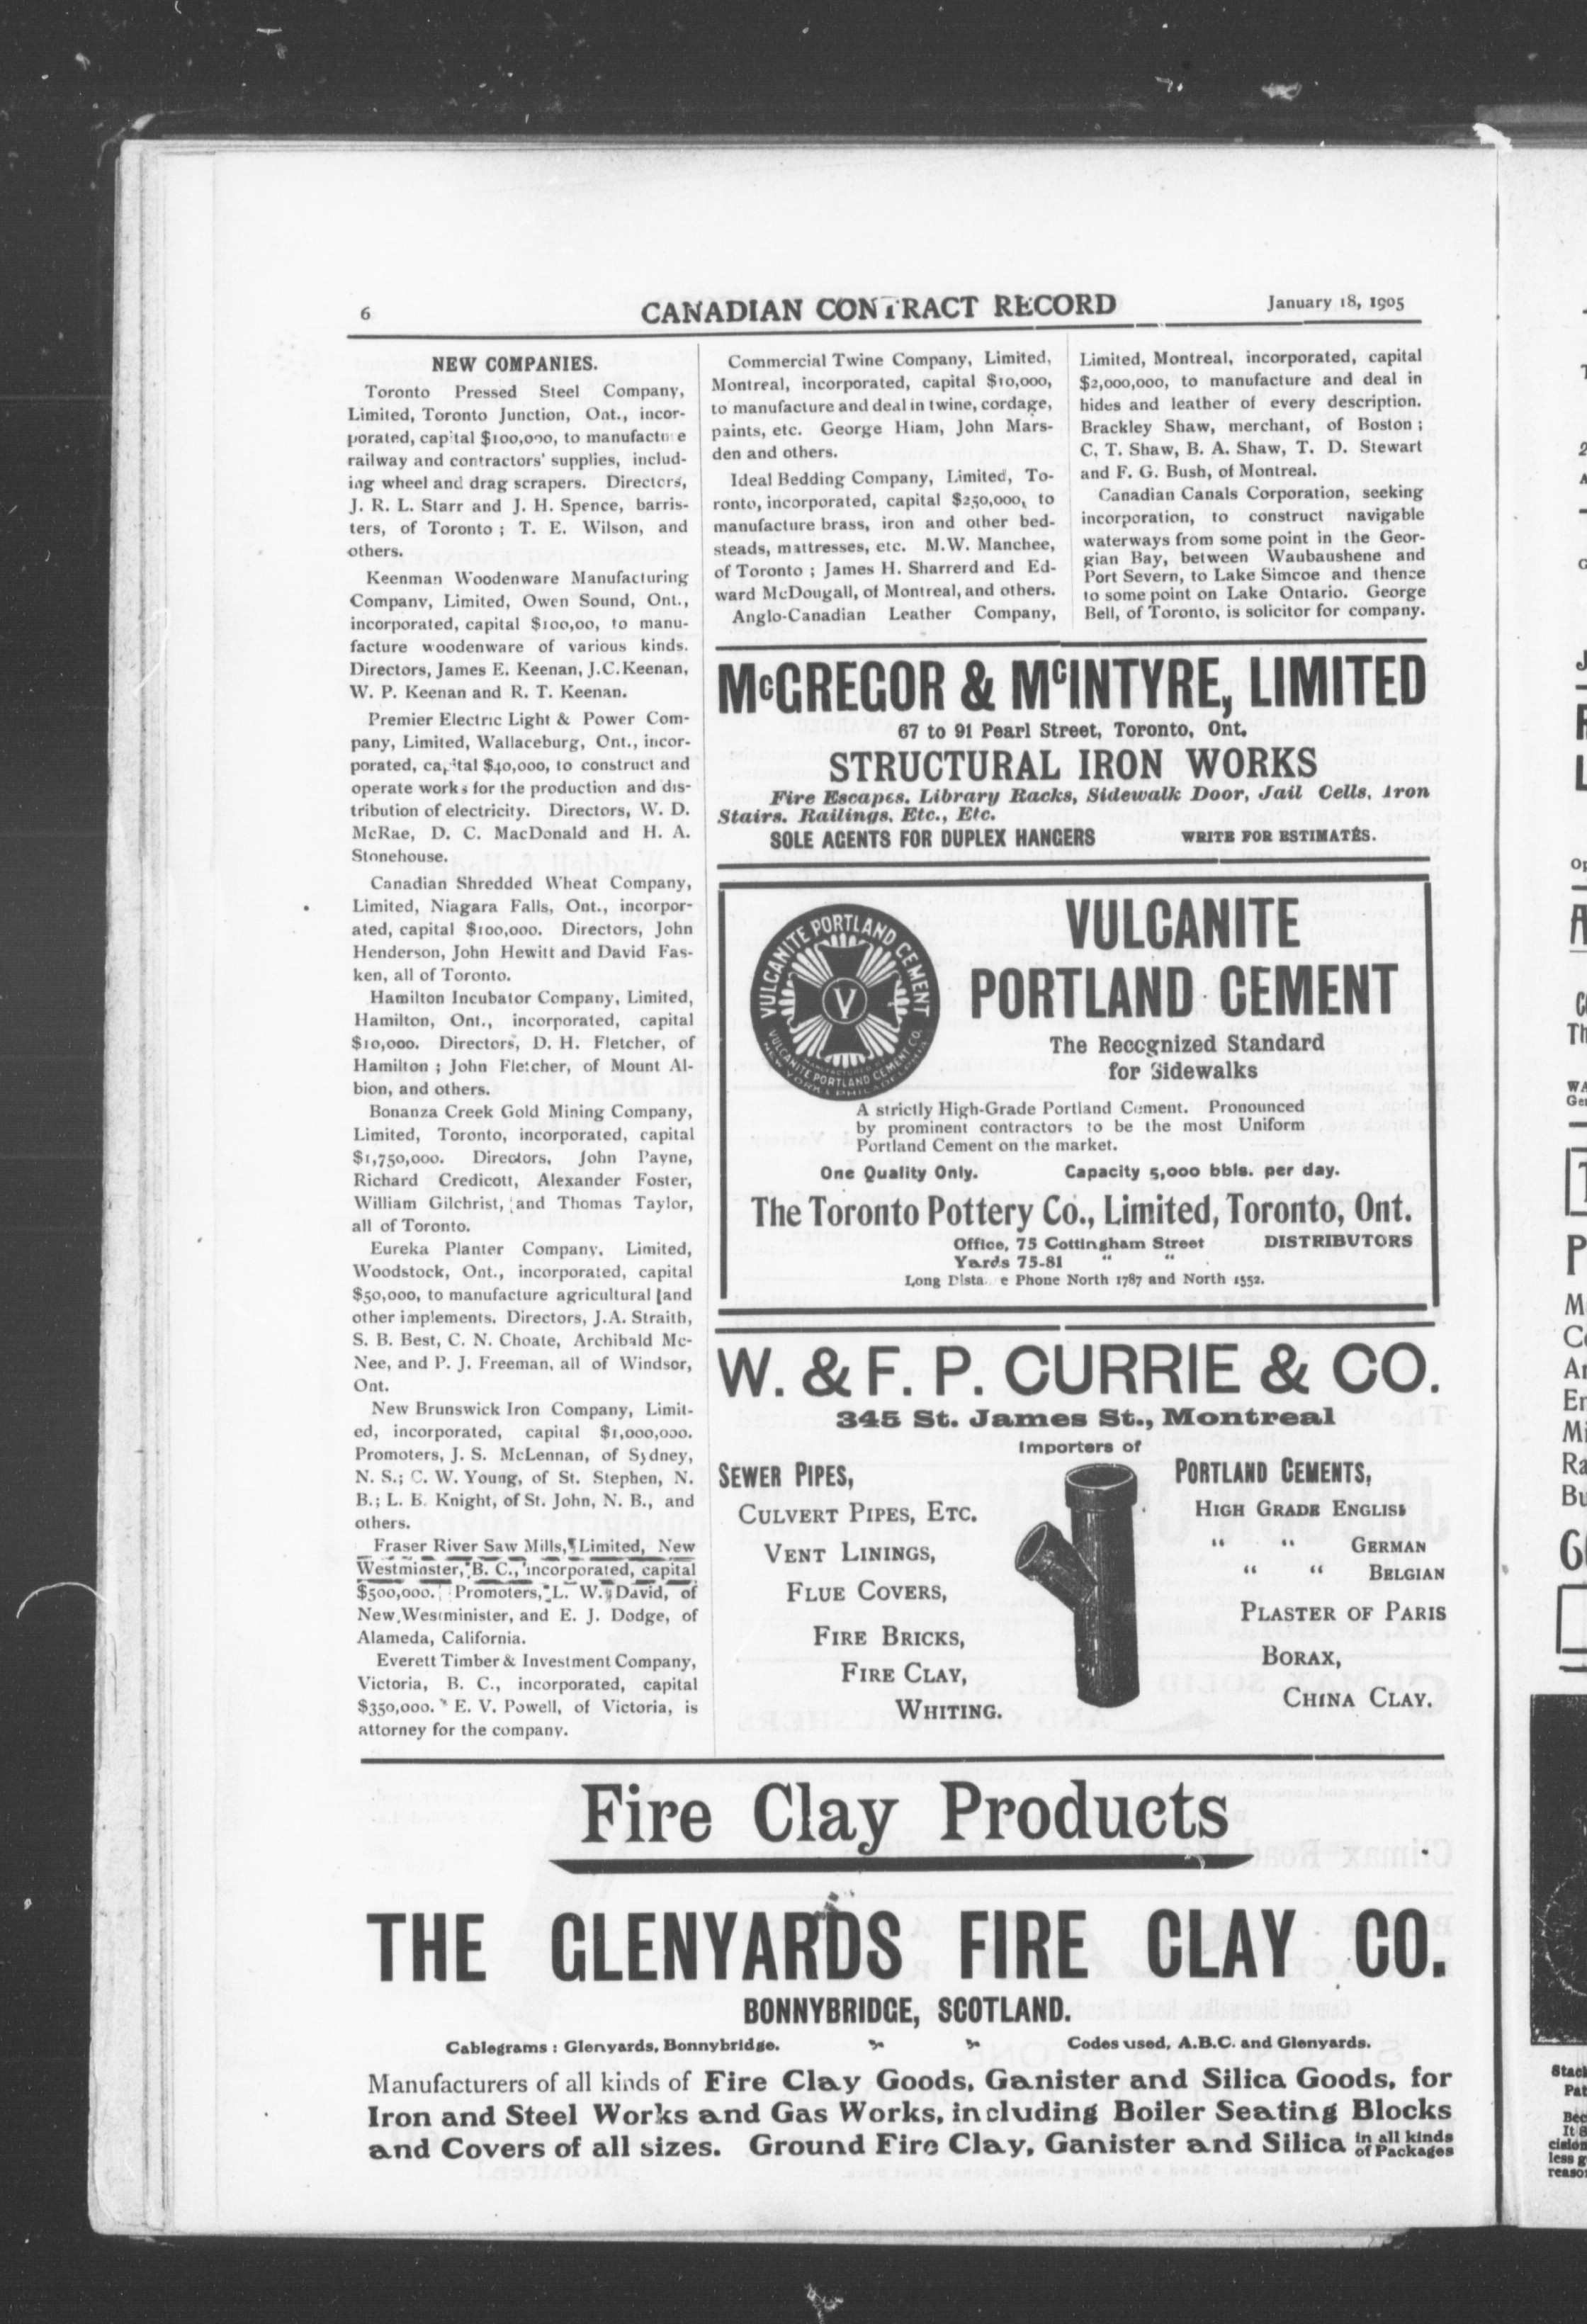 6
CANADIAN CONTRACT RECORD
January 18, 1905
NEW COMPANIES.
Toronto Pressed Steel Company,
Limited, Toronto Junction, Ont., incor-
porated, capital $100,000, to manufacture
railway and contractors' supplies, includ-
ing wheel and drag scrapers. Directors,
J. R. L. Starr and J. H. Spence, barris-
ters, of Toronto ; T. E. Wilson, and
others.
Keenman Woodenware Manufacturing
Company, Limited, Owen Sound, Ont.,
incorporated, capital $100,00, to manu-
facture woodenware of various kinds.
Directors, James E. Keenan, J.C.Keenan,
W. P. Keenan and R. T. Keenan.
Premier Electric Light & Power Com-
pany, Limited, Wallaceburg, Ont., incor-
porated, capital $40,000, to construct and
operate works for the production and dis-
tribution of electricity. Directors, W. D.
McRae, D. C. MacDonald and H. A.
Stonehouse.
Canadian Shredded Wheat Company,
Limited, Niagara Falls, Ont., incorpor-
ated, capital $100,000. Directors, John
Henderson, John Hewitt and David Fas-
ken, all of Toronto.
Hamilton Incubator Company, Limited,
Hamilton, Ont., incorporated, capital
$10,000. Directors, D. H. Fletcher, of
Hamilton ; John Fletcher, of Mount Al-
bion, and others.
Bonanza Creek Gold Mining Company,
Limited, Toronto, incorporated, capital
$1,750,000. Directors, John Payne,
Richard Credicott, Alexander Foster,
William Gilchrist, and Thomas Taylor,
all of Toronto.
Eureka Planter Company, Limited,
Woodstock, Ont., incorporated, capital
$50,000, to manufacture agricultural and
other implements. Directors, J.A. Straith,
S. B. Best, C. N. Choate, Archibald Mc-
Nee, and P. J. Freeman, all of Windsor,
Ont.
New Brunswick Iron Company, Limit-
ed, incorporated, capital $1,000,000.
Promoters, J. S. McLennan, of Sydney,
N. S.; C. W. Young, of St. Stephen, N.
B.; L. B. Knight, of St. John, N. B., and
others.
Fraser River Saw Mills, Limited, New
Westminster, B. C., incorporated, capital
$500,000. Promoters, L. W. David, of
New Westminister, and E. J. Dodge, of
Alameda, California.
Everett Timber & Investment Company,
Victoria, B. C., incorporated, capital
$350,000. E. V. Powell, of Victoria, is
attorney for the company.
Commercial Twine Company, Limited,
Montreal, incorporated, capital $10,000,
to manufacture and deal in twine, cordage,
paints, etc. George Hiam, John Mars-
den and others.
Ideal Bedding Company, Limited, To-
ronto, incorporated, capital $250,000, to
manufacture brass, iron and other bed-
steads, mattresses, etc. M.W. Manchee,
of Toronto ; James H. Sharrerd and Ed-
ward McDougall, of Montreal, and others.
Anglo-Canadian Leather Company,
Limited, Montreal, incorporated, capital
$2,000,000, to manufacture and deal in
hides and leather of every description.
Brackley Shaw, merchant, of Boston ;
C. T. Shaw, B. A. Shaw, T. D. Stewart
and F. G. Bush, of Montreal.
Canadian Canals Corporation, seeking
incorporation, to construct navigable
waterways from some point in the Geor-
gian Bay, between Waubaushene and
Port Severn, to Lake Simcoe and thence
to some point on Lake Ontario. George
Bell, of Toronto, is solicitor for company.
McGREGOR & McINTYRE, LIMITED
67 to 91 Pearl Street, Toronto, Ont.
STRUCTURAL IRON WORKS
Fire Escapes, Library Racks, Sidewalk Door, Jail Cells, Iron
Stairs, Railings, Etc., Etc.
SOLE AGENTS FOR DUPLEX HANGERS WRITE FOR ESTIMATES.
VULCANITE PORTLAND CEMENT
V
MANUFACTURED BY
VULCANITE PORTLAND CEMENT CO.
NEW YORK & PHILADELPHIA
VULCANITE
PORTLAND CEMENT
The Recognized Standard
for Sidewalks
A strictly High-Grade Portland Cement. Pronounced
by prominent contractors to be the most Uniform
Portland Cement on the market.
One Quality Only. Capacity 5,000 bbls. per day.
The Toronto Pottery Co., Limited, Toronto, Ont.
Office, 75 Cottingham Street DISTRIBUTORS
Yards 75-81 " "
Long Dista e Phone North 1787 and North 1552.
W. & F. P. CURRIE & CO.
345 St. James St., Montreal
Importers of
SEWER PIPES,
CULVERT PIPES, ETC.
VENT LININGS,
FLUE COVERS,
FIRE BRICKS,
FIRE CLAY,
WHITING.
PORTLAND CEMENTS,
HIGH GRADE ENGLISH
" " GERMAN
" " BELGIAN
PLASTER OF PARIS
BORAX,
CHINA CLAY.
Fire Clay Products
THE GLENYARDS FIRE CLAY CO.
BONNYBRIDGE, SCOTLAND.
Cablegrams : Glenyards, Bonnybridge. Codes used, A.B.C. and Glenyards.
Manufacturers of all kinds of Fire Clay Goods, Ganister and Silica Goods, for
Iron and Steel Works and Gas Works, including Boiler Seating Blocks
and Covers of all sizes. Ground Fire Clay, Ganister and Silica in all kinds of Packages